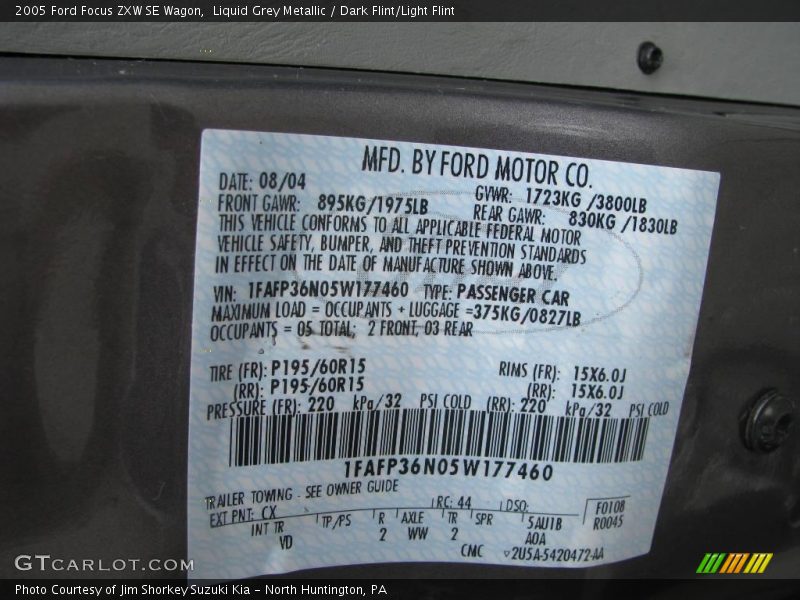 2005 Ford Focus ZXW SE Wagon,  Liquid Grey Metallic / Dark Flint/Light Flint
MFD. BY FORD MOTOR CO.
DATE: 08/04 GVWR: 1723KG /3800LB
FRONT GAWR: 895KG/1975LB REAR GAWR: 830KG /1830LB
THIS VEHICLE CONFORMS TO ALL APPLICABLE FEDERAL MOTOR
VEHICLE SAFETY, BUMPER, AND THEFT PREVENTION STANDARDS
IN EFFECT ON THE DATE OF MANUFACTURE SHOWN ABOVE.
VIN: 1FAFP36N05W177460 TYPE: PASSENGER CAR
MAXIMUM LOAD = OCCUPANTS + LUGGAGE =375KG/0827LB
OCCUPANTS = 05 TOTAL; 2 FRONT, 03 REAR
TIRE (FR): P195/60R15 RIMS (FR): 15X6.0J
(RR): P195/60R15 (RR): 15X6.0J
PRESSURE (FR): 220 kPa/32 PSI COLD (RR): 220 kPa/32 PSI COLD
1FAFP36N05W177460
TRAILER TOWING - SEE OWNER GUIDE
EXT PNT: CX RC: 44 DSO: F0108
INT TR TP/PS R AXLE TR SPR 5AU1B R0045
VD 2 WW 2 AOA
CMC ▿2U5A-5420472-AA
GTCARLOT.COM
Photo Courtesy of Jim Shorkey Suzuki Kia – North Huntington, PA